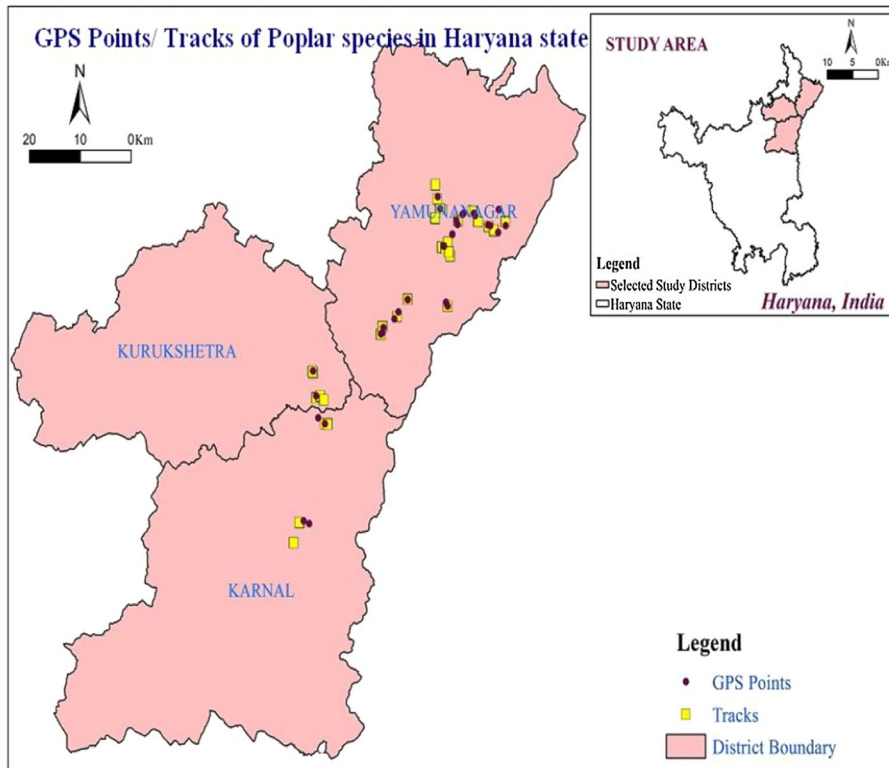 GPS Points/ Tracks of Poplar species in Haryana state
N
20 10 0Km
YAMUNANAGAR
KURUKSHETRA
KARNAL
STUDY AREA
N
10 5 0Km
Legend
Selected Study Districts
Haryana State
Haryana, India
Legend
GPS Points
Tracks
District Boundary